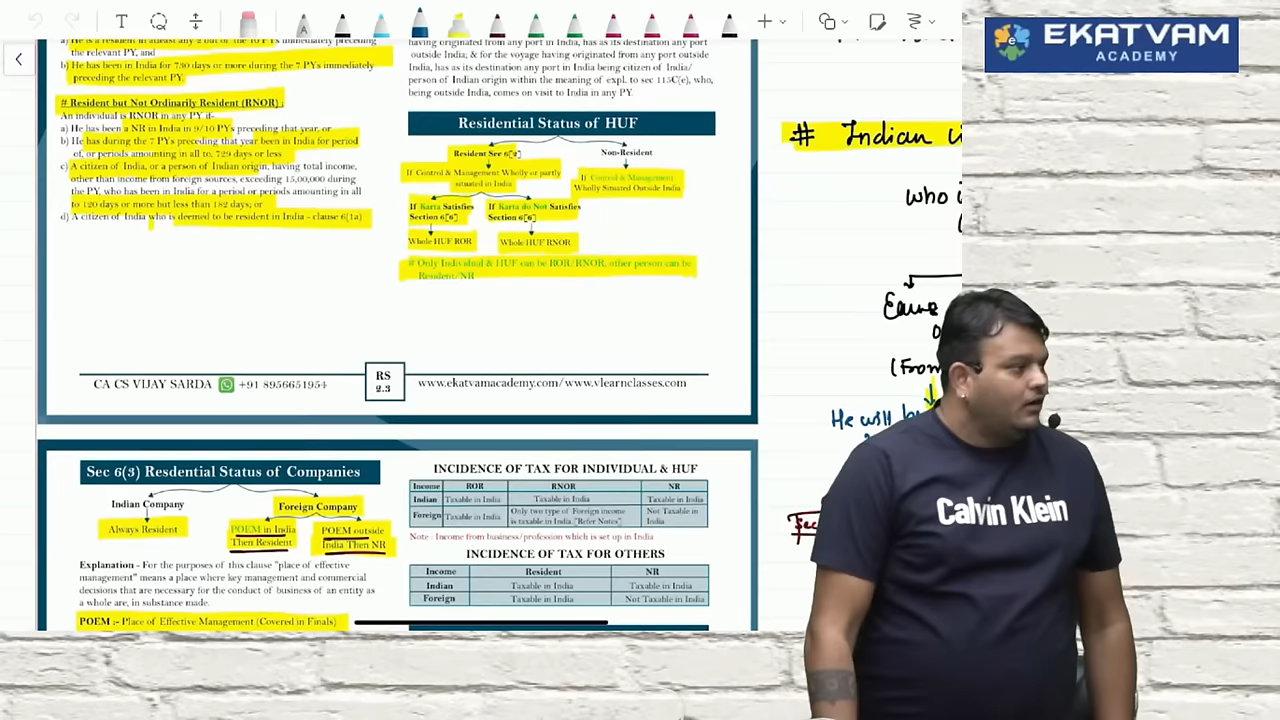 a) He is a resident in atleast any 2 out of the 10 PYs immediately preceding
the relevant PY, and
b) He has been in India for 730 days or more during the 7 PYs immediately
preceding the relevant PY.
# Resident but Not Ordinarily Resident (RNOR) :
An individual is RNOR in any PY if-
a) He has been a NR in India in 9/10 PYs preceding that year, or
b) He has during the 7 PYs preceding that year been in India for period
of, or periods amounting in all to, 729 days or less
c) A citizen of India, or a person of Indian origin, having total income,
other than income from foreign sources, exceeding 15,00,000 during
the PY, who has been in India for a period or periods amounting in all
to 120 days or more but less than 182 days; or
d) A citizen of India who is deemed to be resident in India - clause 6(1a)
having originated from any port in India, has as its destination any port
outside India; & for the voyage having originated from any port outside
India, has as its destination any port in India being citizen of India/
person of Indian origin within the meaning of expl. to sec 115C(e), who,
being outside India, comes on visit to India in any PY.
Residential Status of HUF
Resident Sec 6[2]
Non-Resident
If Control & Management Wholly or partly
situated in India
If Control & Management
Wholly Situated Outside India
If Karta Satisfies
Section 6[6]
If Karta do Not Satisfies
Section 6[6]
Whole HUF ROR
Whole HUF RNOR
# Only Individual & HUF can be ROR/RNOR, other person can be
Resident/NR
CA CS VIJAY SARDA +91 8956651954
RS
2.3
www.ekatvamacademy.com/www.vlearnclasses.com
Sec 6(3) Resdential Status of Companies
Indian Company
Foreign Company
Always Resident
POEM in India
Then Resident
POEM outside
India Then NR
Explanation - For the purposes of this clause "place of effective
management" means a place where key management and commercial
decisions that are necessary for the conduct of business of an entity as
a whole are, in substance made.
POEM :- Place of Effective Management (Covered in Finals)
INCIDENCE OF TAX FOR INDIVIDUAL & HUF
Income ROR RNOR NR
Indian Taxable in India Taxable in India Taxable in India
Foreign Taxable in India Only two type of Foreign income
is taxable in India. [Refer Notes] Not Taxable in
India
Note : Income from business/profession which is set up in India
INCIDENCE OF TAX FOR OTHERS
Income Resident NR
Indian Taxable in India Taxable in India
Foreign Taxable in India Not Taxable in India
# Indian
who
Earns
(From
He will
EKATVAM
ACADEMY
Calvin Klein